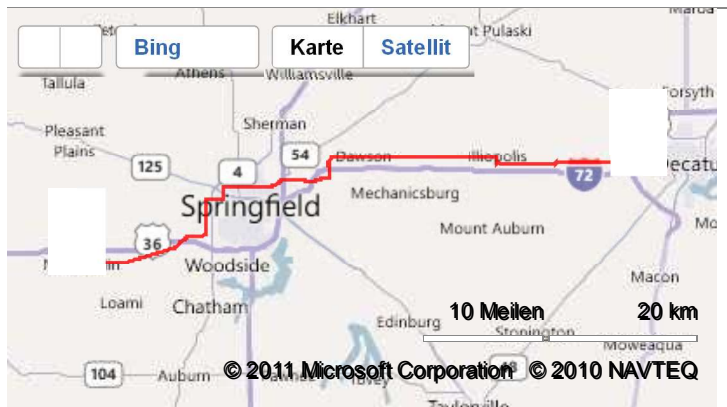 Elkhart
Pulaski
Bing
Karte
Satellit
Athens
Williamsville
Tallula
Forsyth
Pleasant
Plains
Sherman
125
4
54
Dawson
Illiopolis
72
Mechanicsburg
Springfield
Mount Auburn
36
Woodside
Macon
Loami
Chatham
10 Meilen
20 km
Edinburg
Stonington
Moweaqua
104
Auburn
© 2011 Microsoft Corporation
© 2010 NAVTEQ